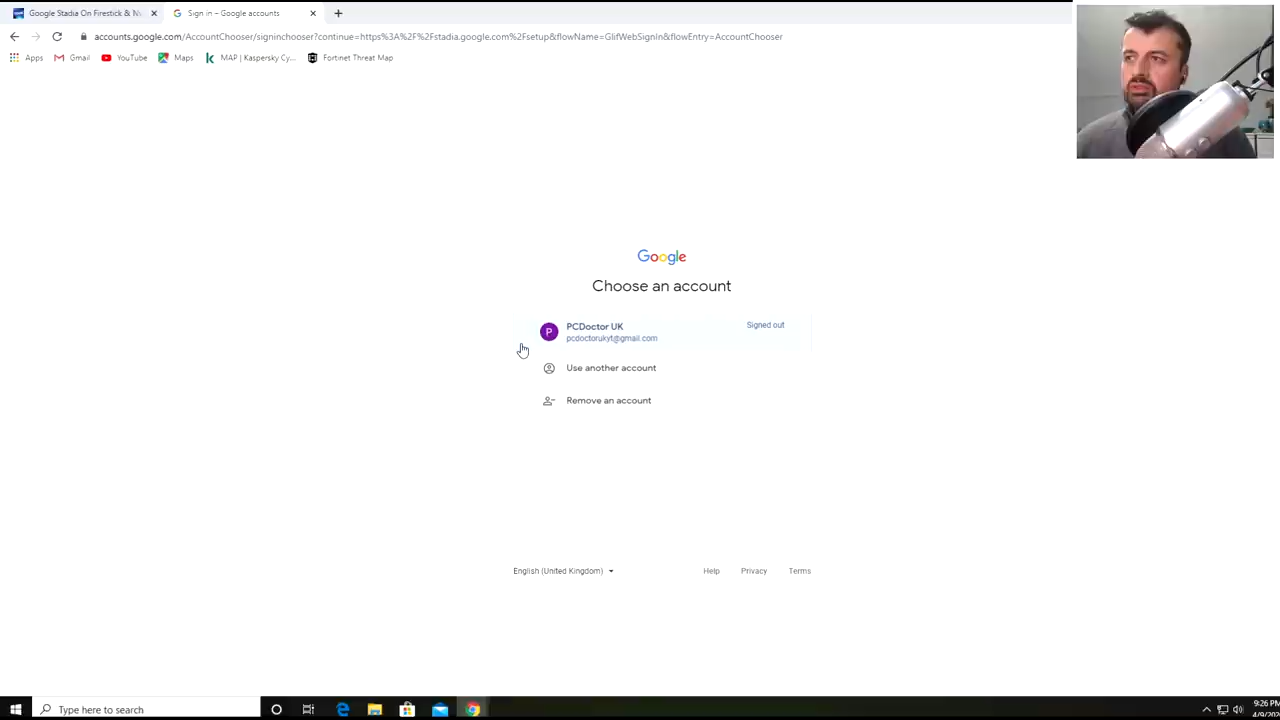 Google Stadia On Firestick & Nv
Sign in – Google accounts
accounts.google.com/AccountChooser/signinchooser?continue=https%3A%2F%2Fstadia.google.com%2Fsetup&flowName=GlifWebSignIn&flowEntry=AccountChooser
Apps Gmail YouTube Maps MAP | Kaspersky Cy... Fortinet Threat Map
Google
Choose an account
P
PCDoctor UK
Signed out
pcdoctorukyt@gmail.com
Use another account
Remove an account
English (United Kingdom) Help Privacy Terms
Type here to search
9:26 PM